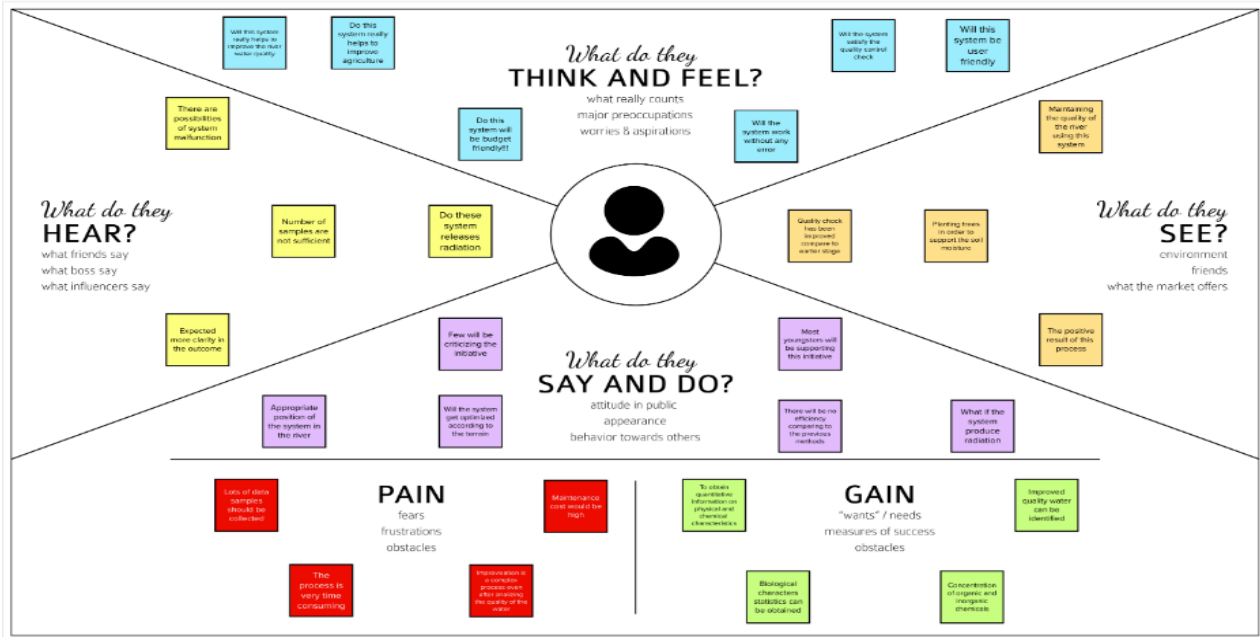 Will this system
really helps to
improve the river
water quality
Do this
system really
helps to
improve
agriculture
Do this
system will
be budget
friendly!!!
What do they
THINK AND FEEL?
what really counts
major preoccupations
worries & aspirations
Will the system
satisfy the
quality control
check
Will this
system be
user
friendly
Will the
system work
without any
error
There are
possibilities
of system
malfunction
What do they
HEAR?
what friends say
what boss say
what influencers say
Number of
samples are
not sufficient
Do these
system
releases
radiation
Expected
more clarity in
the outcome
Maintaining
the quality of
the river
using this
system
Quality check
has been
improved
compare to
earlier stage
Planting trees
in order to
support the soil
moisture
What do they
SEE?
environment
friends
what the market offers
The positive
result of this
process
Few will be
criticizing the
initiative
What do they
SAY AND DO?
attitude in public
appearance
behavior towards others
Most
youngsters will
be supporting
this initiative
Appropriate
position of
the system in
the river
Will the system
get optimized
according to
the terrain
There will be no
efficiency
comparing to
the previous
methods
What if the
system
produce
radiation
Lots of data
samples
should be
collected
PAIN
fears
frustrations
obstacles
Maintenance
cost would be
high
The
process is
very time
consuming
is
a complex
process even
after analizing
the quality of the
water
To obtain
quantitative
information on
physical and
chemical
characteristics
GAIN
"wants" / needs
measures of success
obstacles
Improved
quality water
can be
identified
Biological
characters
statistics can
be obtained
Concentration
of organic and
inorganic
chemicals